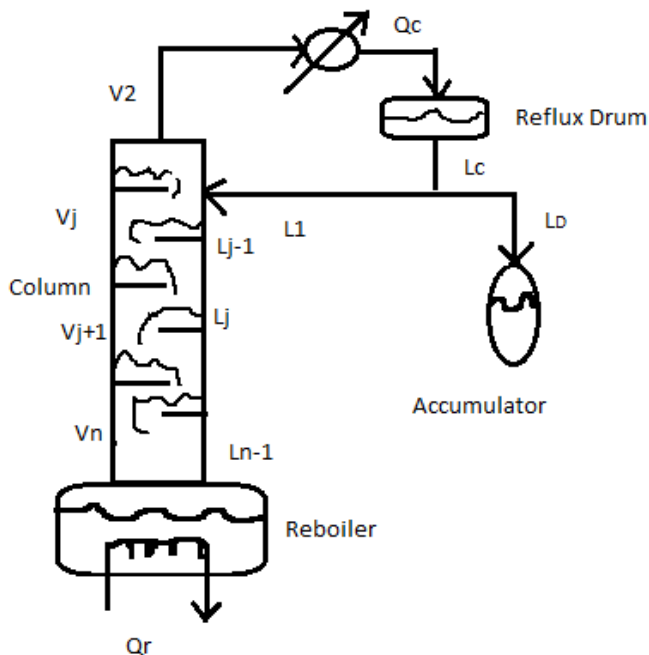 Qc
V2
Reflux Drum
Lc
Vj
L1
LD
Lj-1
Column
Lj
Vj+1
Accumulator
Vn
Ln-1
Reboiler
Qr